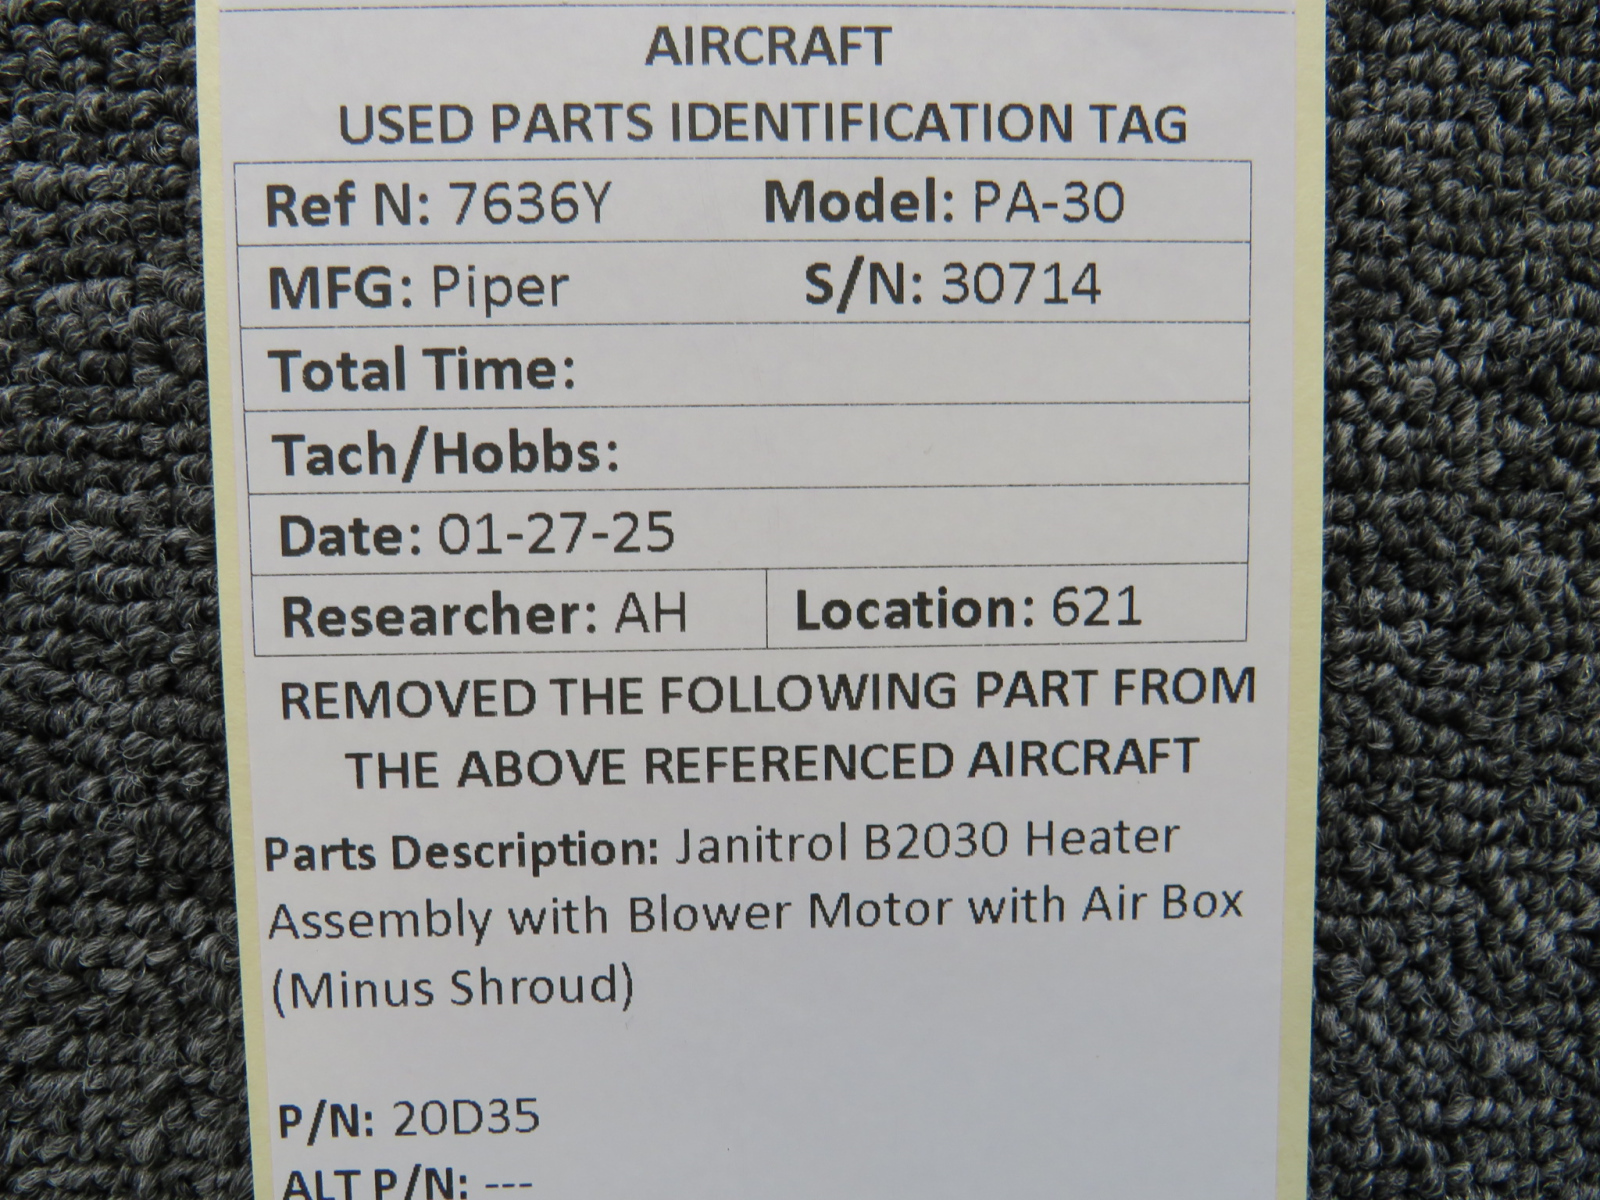 AIRCRAFT
USED PARTS IDENTIFICATION TAG
Ref N: 7636Y Model: PA-30
MFG: Piper S/N: 30714
Total Time:
Tach/Hobbs:
Date: 01-27-25
Researcher: AH Location: 621
REMOVED THE FOLLOWING PART FROM
THE ABOVE REFERENCED AIRCRAFT
Parts Description: Janitrol B2030 Heater
Assembly with Blower Motor with Air Box
(Minus Shroud)
P/N: 20D35
ALT P/N: ---